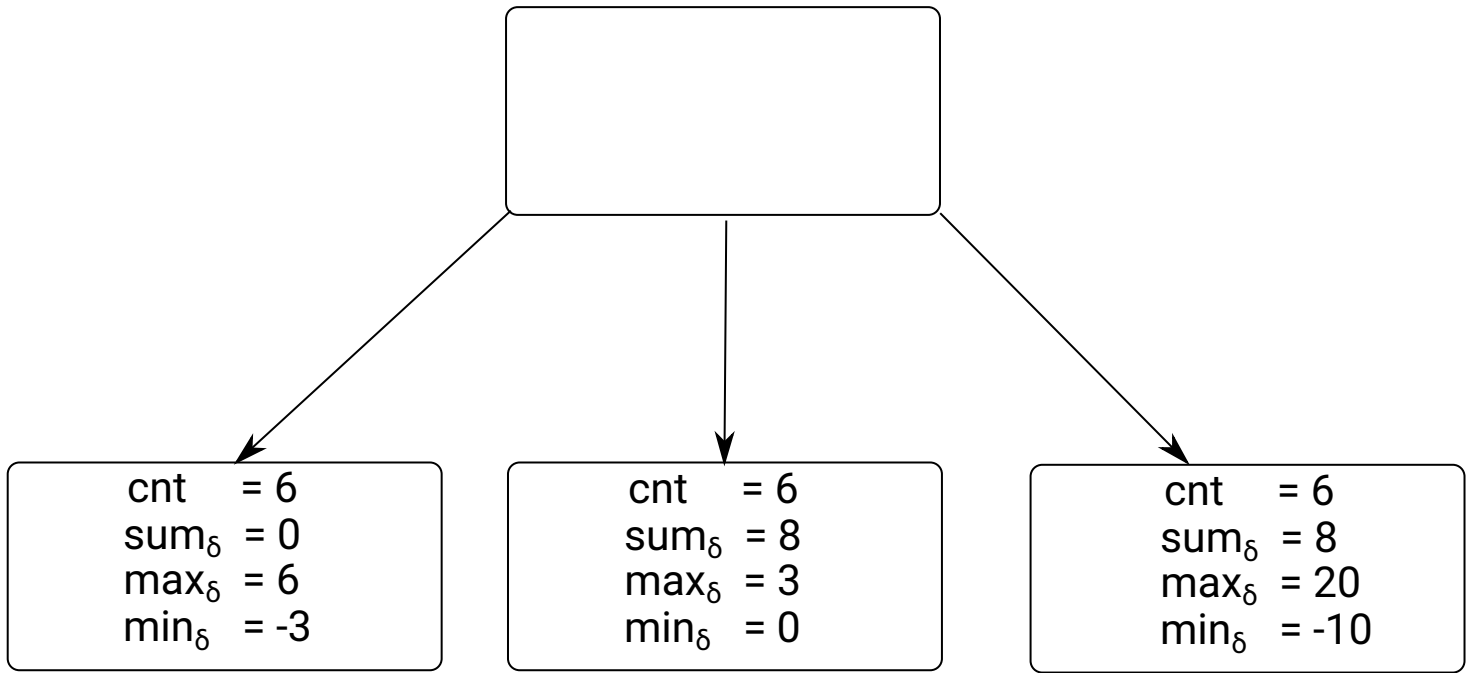 cnt = 6
sumδ = 0
maxδ = 6
minδ = -3
cnt = 6
sumδ = 8
maxδ = 3
minδ = 0
cnt = 6
sumδ = 8
maxδ = 20
minδ = -10